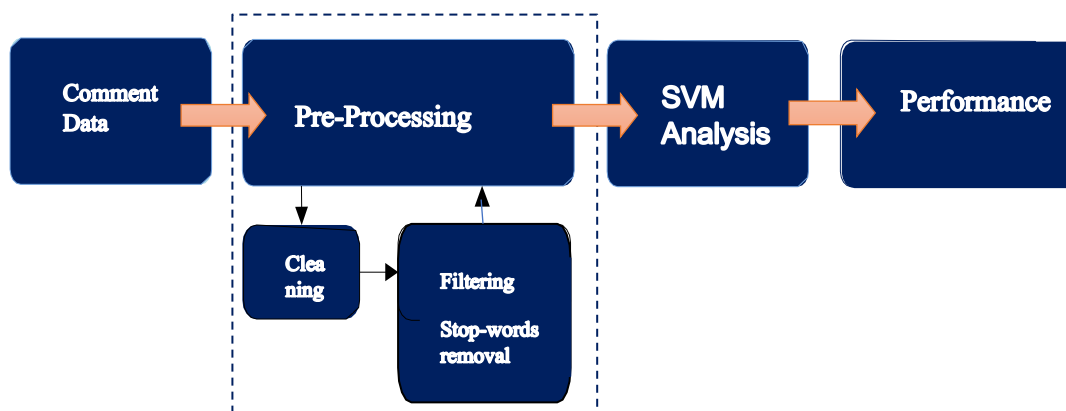 Comment
Data
Pre-Processing
SVM
Analysis
Performance
Clea
ning
Filtering
Stop-words
removal